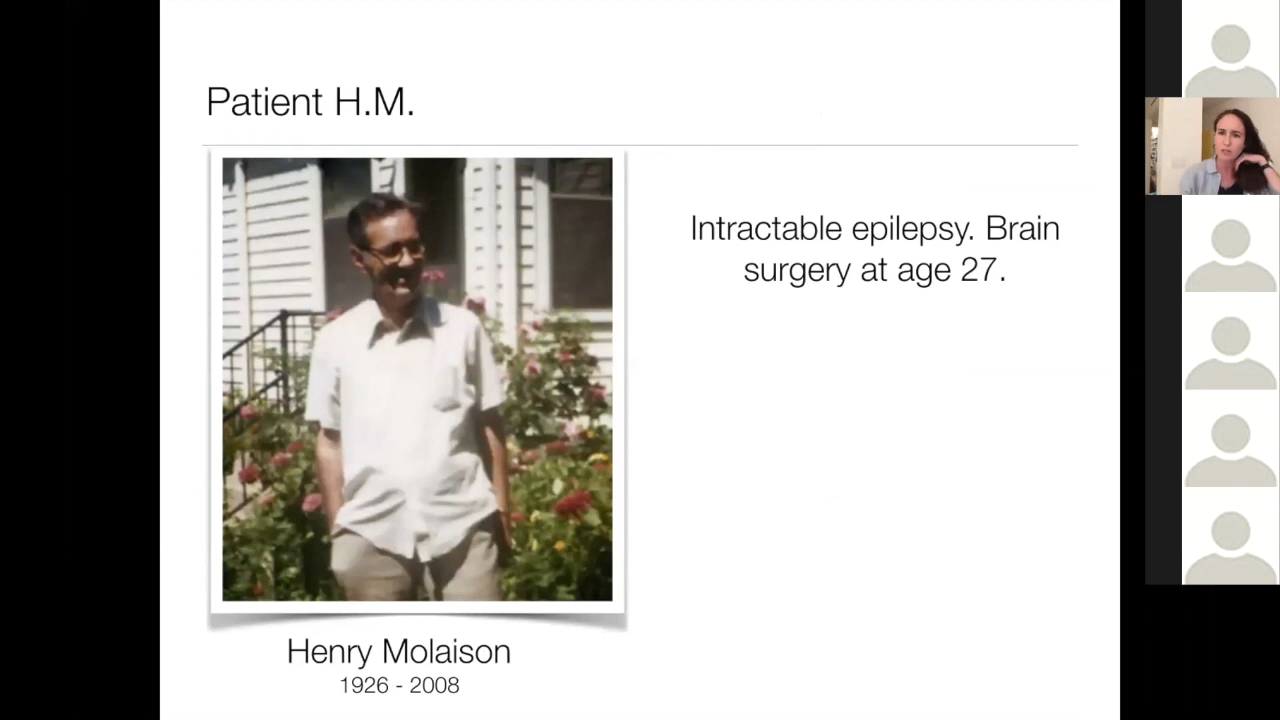 Patient H.M.
Intractable epilepsy. Brain
surgery at age 27.
Henry Molaison
1926 - 2008